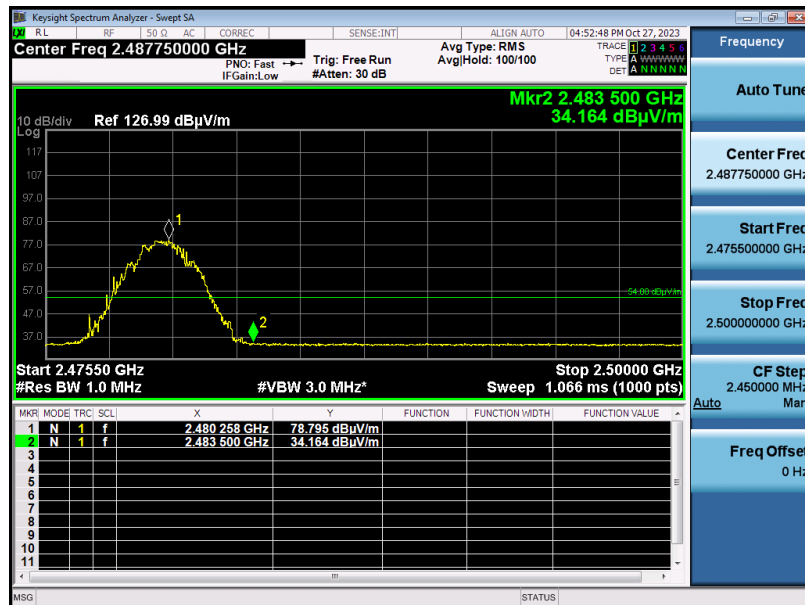 Keysight Spectrum Analyzer - Swept SA
RL RF 50 Ω AC CORREC SENSE:INT ALIGN AUTO 04:52:48 PM Oct 27, 2023
Center Freq 2.487750000 GHz
PNO: Fast
IFGain:Low
Trig: Free Run
#Atten: 30 dB
Avg Type: RMS
Avg|Hold: 100/100
TRACE 1 2 3 4 5 6
TYPE A WWWWW
DET A N N N N N
Mkr2 2.483 500 GHz
34.164 dBµV/m
10 dB/div Ref 126.99 dBµV/m
Log
117
107
97.0
87.0
77.0
67.0
57.0
47.0
37.0
1
2
54.00 dBµV/m
Start 2.47550 GHz Stop 2.50000 GHz
#Res BW 1.0 MHz #VBW 3.0 MHz* Sweep 1.066 ms (1000 pts)
MKR MODE TRC SCL X Y FUNCTION FUNCTION WIDTH FUNCTION VALUE
1 N 1 f 2.480 258 GHz 78.795 dBµV/m
2 N 1 f 2.483 500 GHz 34.164 dBµV/m
3
4
5
6
7
8
9
10
11
MSG STATUS
Frequency
Auto Tune
Center Freq
2.487750000 GHz
Start Freq
2.475500000 GHz
Stop Freq
2.500000000 GHz
CF Step
2.450000 MHz
Auto Man
Freq Offset
0 Hz